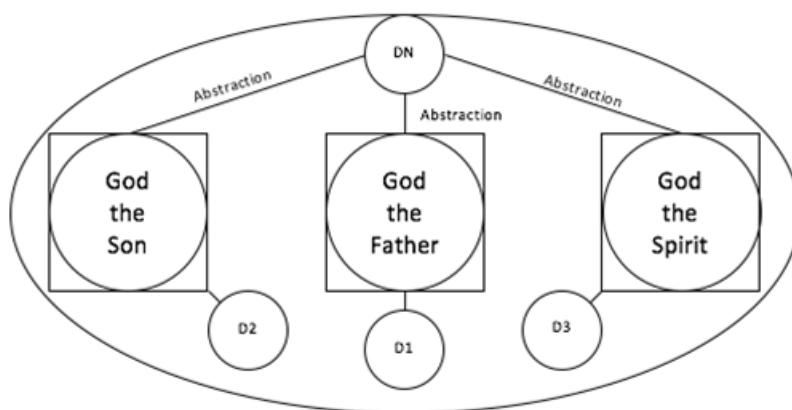 DN
Abstraction
Abstraction
Abstraction
God
the
Son
God
the
Father
God
the
Spirit
D2
D1
D3